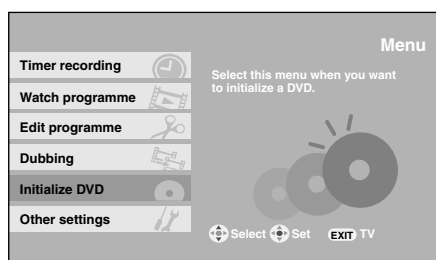 Menu
Timer recording
Watch programme
Edit programme
Dubbing
Initialize DVD
Other settings
Select this menu when you want
to initialize a DVD.
Select Set EXIT TV